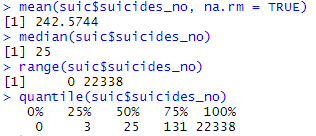 > mean(suic$suicides_no, na.rm = TRUE)
[1] 242.5744
> median(suic$suicides_no)
[1] 25
> range(suic$suicides_no)
[1]     0 22338
> quantile(suic$suicides_no)
   0%   25%   50%   75%  100%
    0     3    25   131 22338